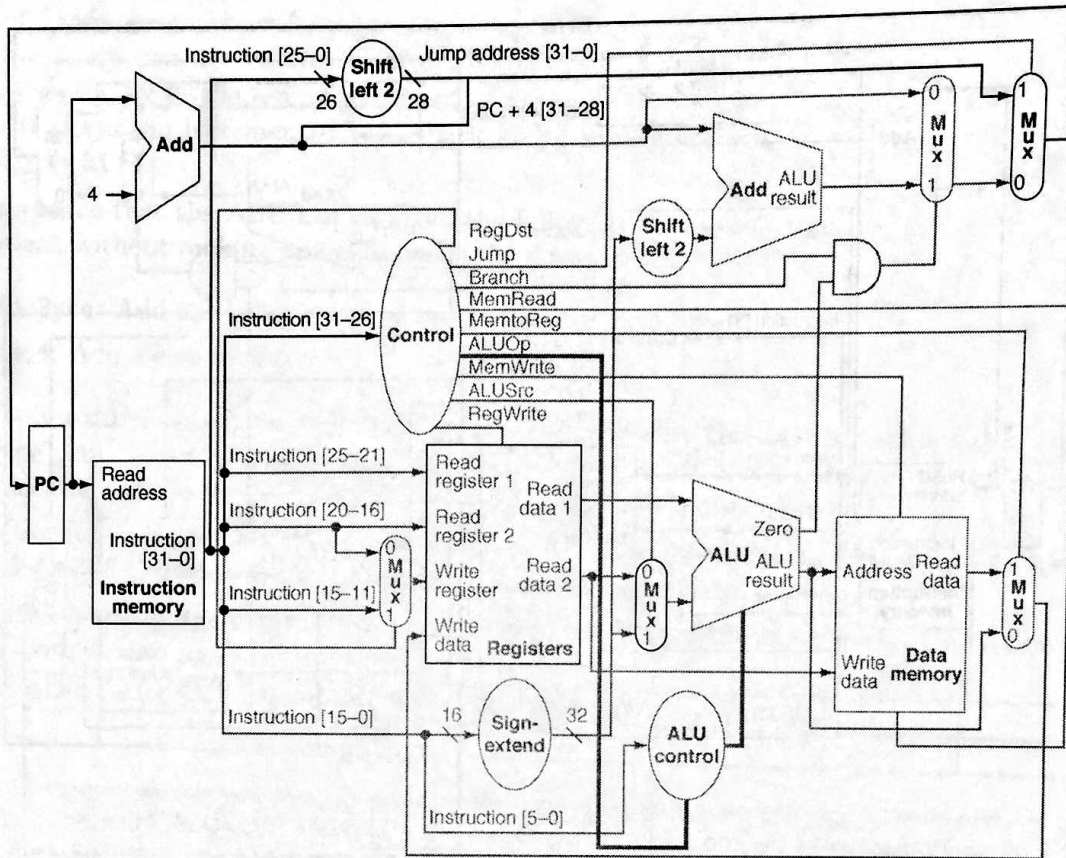 Instruction [25–0]
Shift
left 2
Jump address [31–0]
26
28
PC + 4 [31–28]
Add
4
0
Mux
1
1
Mux
0
Add
ALU
result
Shift
left 2
RegDst
Jump
Branch
MemRead
MemtoReg
ALUOp
MemWrite
ALUSrc
RegWrite
Instruction [31–26]
Control
PC
Read
address
Instruction
[31–0]
Instruction
memory
Instruction [25–21]
Instruction [20–16]
Instruction [15–11]
0
Mux
1
Read
register 1
Read
register 2
Write
register
Write
data
Read
data 1
Read
data 2
Registers
0
Mux
1
Zero
ALU
ALU
result
Address
Read
data
Write
data
Data
memory
1
Mux
0
Instruction [15–0]
16
Sign-
extend
32
ALU
control
Instruction [5–0]